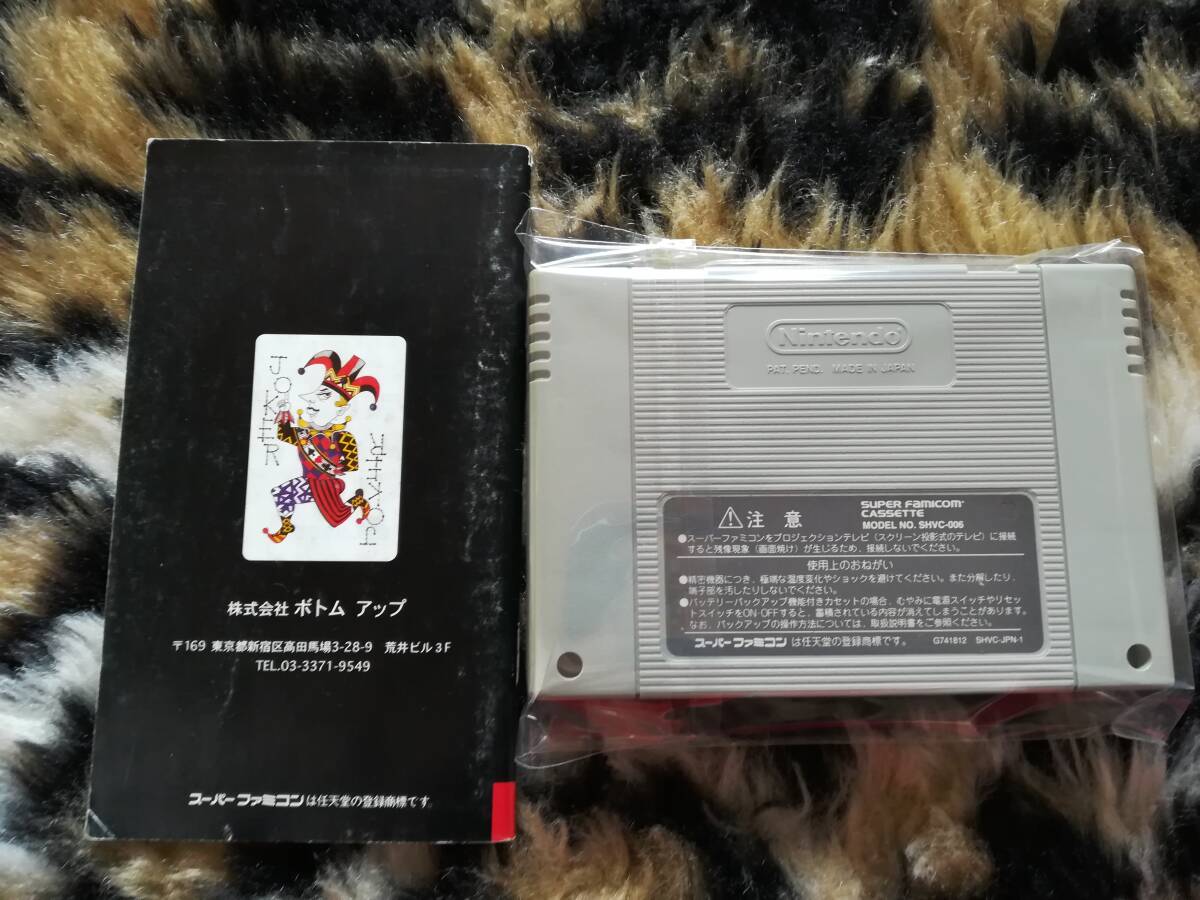 JOKER
JOKER
株式会社 ボトム アップ
〒169 東京都新宿区高田馬場3-28-9 荒井ビル3F
TEL.03-3371-9549
スーパーファミコンは任天堂の登録商標です。
Nintendo
PAT. PEND. MADE IN JAPAN
⚠注意
SUPER FAMICOM
CASSETTE
MODEL NO. SHVC-006
●スーパーファミコンをプロジェクションテレビ(スクリーン投影式のテレビ)に接続
すると残像現象(画面焼け)が生じるため、接続しないでください。
使用上のおねがい
●精密機器につき、極端な温度変化やショックを避けてください。また分解したり、
端子部を汚したりしないでください。
●バッテリーバックアップ機能付きカセットの場合、むやみに電源スイッチやリセッ
トスイッチをON・OFFすると、蓄積されている内容が消えてしまうことがあります。
なお、バックアップの操作方法については、取扱説明書をご参照ください。
スーパーファミコンは任天堂の登録商標です。 G741812 SHVC-JPN-1